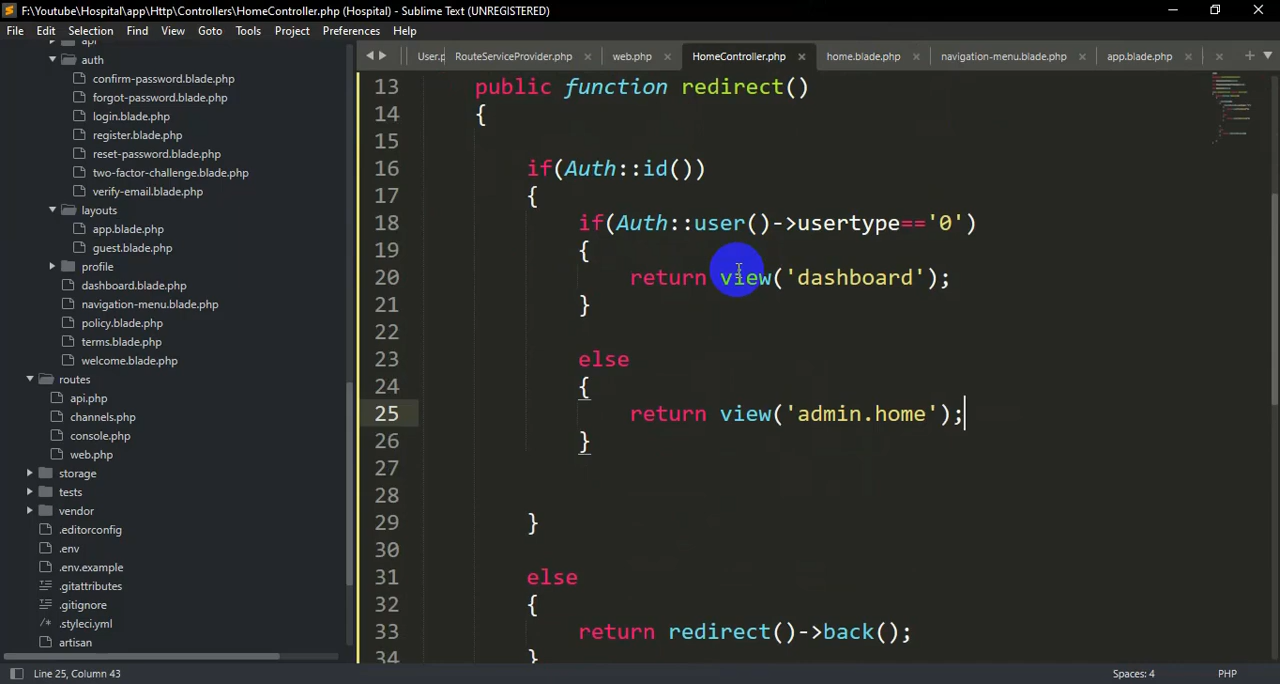 F:\Youtube\Hospital\app\Http\Controllers\HomeController.php (Hospital) - Sublime Text (UNREGISTERED)
File Edit Selection Find View Goto Tools Project Preferences Help
api
auth
confirm-password.blade.php
forgot-password.blade.php
login.blade.php
register.blade.php
reset-password.blade.php
two-factor-challenge.blade.php
verify-email.blade.php
layouts
app.blade.php
guest.blade.php
profile
dashboard.blade.php
navigation-menu.blade.php
policy.blade.php
terms.blade.php
welcome.blade.php
routes
api.php
channels.php
console.php
web.php
storage
tests
vendor
.editorconfig
.env
.env.example
.gitattributes
.gitignore
.styleci.yml
artisan
User.p RouteServiceProvider.php web.php HomeController.php home.blade.php navigation-menu.blade.php app.blade.php
13 public function redirect()
14 {
15
16 if(Auth::id())
17 {
18 if(Auth::user()->usertype=='0')
19 {
20 return view('dashboard');
21 }
22
23 else
24 {
25 return view('admin.home');
26 }
27
28
29 }
30
31 else
32 {
33 return redirect()->back();
34 }
Line 25, Column 43 Spaces: 4 PHP